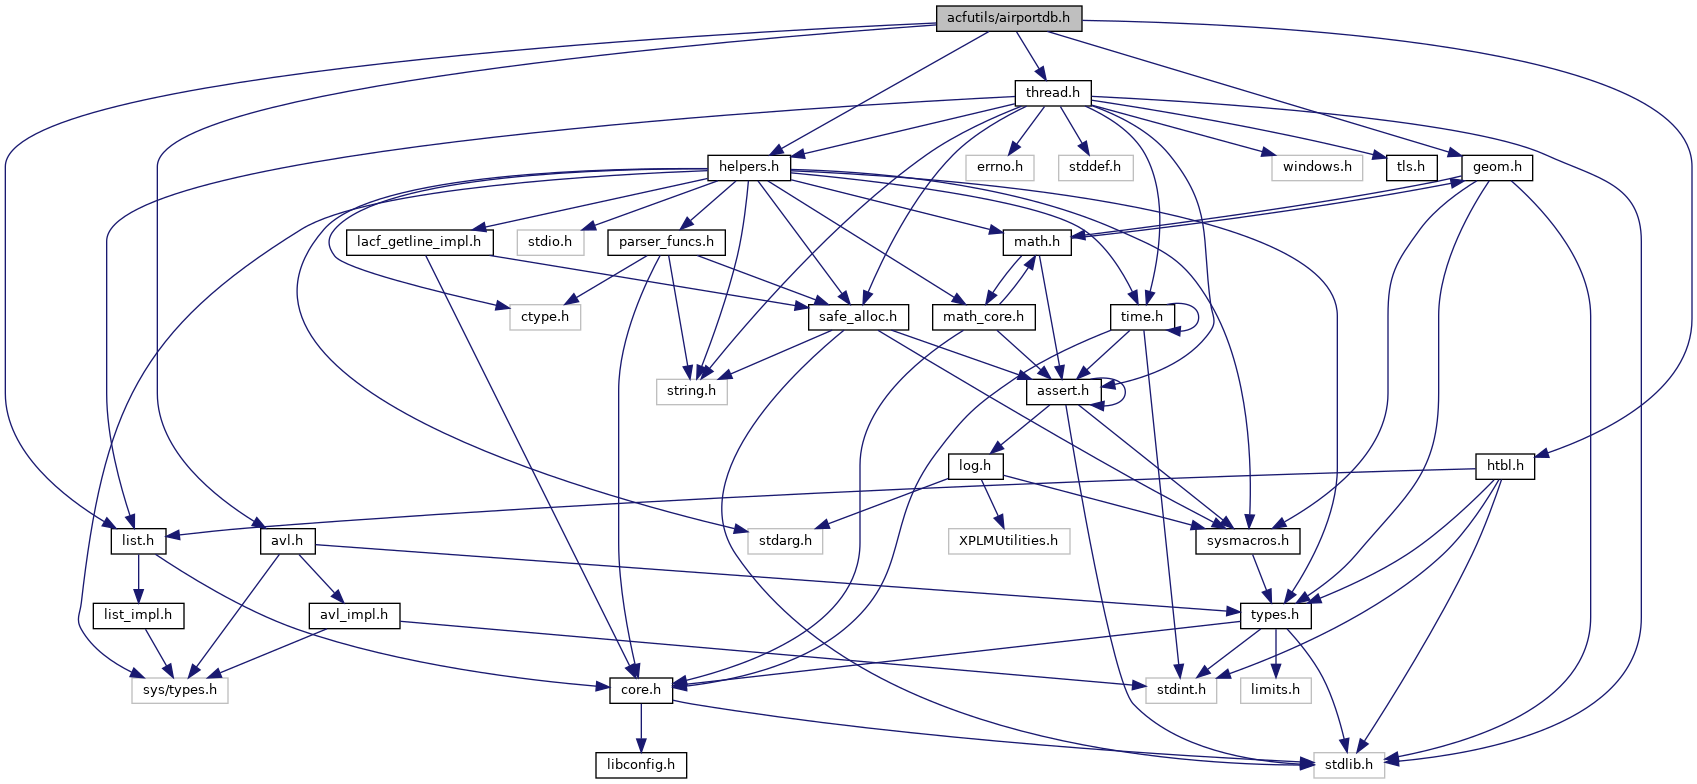 acfutils/airportdb.h
thread.h
helpers.h
errno.h
stddef.h
windows.h
tls.h
geom.h
lacf_getline_impl.h
stdio.h
parser_funcs.h
math.h
ctype.h
safe_alloc.h
math_core.h
time.h
string.h
assert.h
log.h
htbl.h
list.h
avl.h
stdarg.h
XPLMUtilities.h
sysmacros.h
list_impl.h
avl_impl.h
types.h
sys/types.h
core.h
stdint.h
limits.h
libconfig.h
stdlib.h